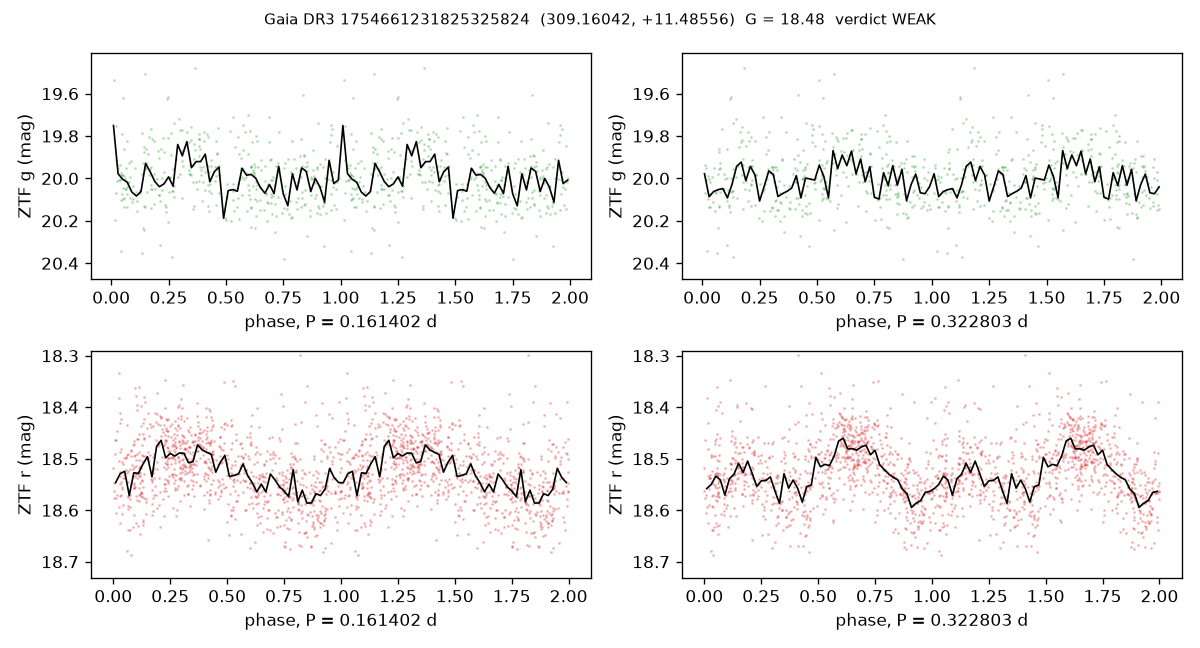 Gaia DR3 1754661231825325824 (309.16042, +11.48556) G = 18.48 verdict WEAK
ZTF g (mag)
19.6
19.8
20.0
20.2
20.4
0.00 0.25 0.50 0.75 1.00 1.25 1.50 1.75 2.00
phase, P = 0.161402 d
ZTF g (mag)
19.6
19.8
20.0
20.2
20.4
0.00 0.25 0.50 0.75 1.00 1.25 1.50 1.75 2.00
phase, P = 0.322803 d
ZTF r (mag)
18.3
18.4
18.5
18.6
18.7
0.00 0.25 0.50 0.75 1.00 1.25 1.50 1.75 2.00
phase, P = 0.161402 d
ZTF r (mag)
18.3
18.4
18.5
18.6
18.7
0.00 0.25 0.50 0.75 1.00 1.25 1.50 1.75 2.00
phase, P = 0.322803 d